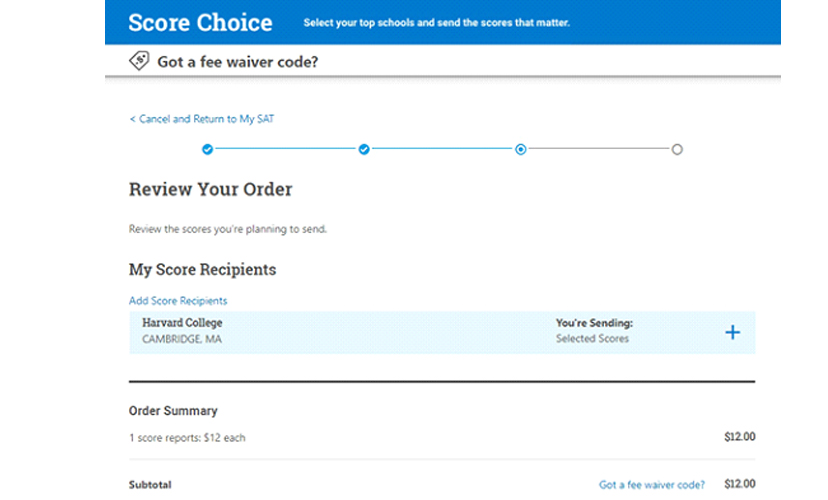 Score Choice Select your top schools and send the scores that matter.
Got a fee waiver code?
< Cancel and Return to My SAT
Review Your Order
Review the scores you're planning to send.
My Score Recipients
Add Score Recipients
Harvard College You're Sending:
CAMBRIDGE, MA Selected Scores
Order Summary
1 score reports: $12 each $12.00
Subtotal Got a fee waiver code? $12.00